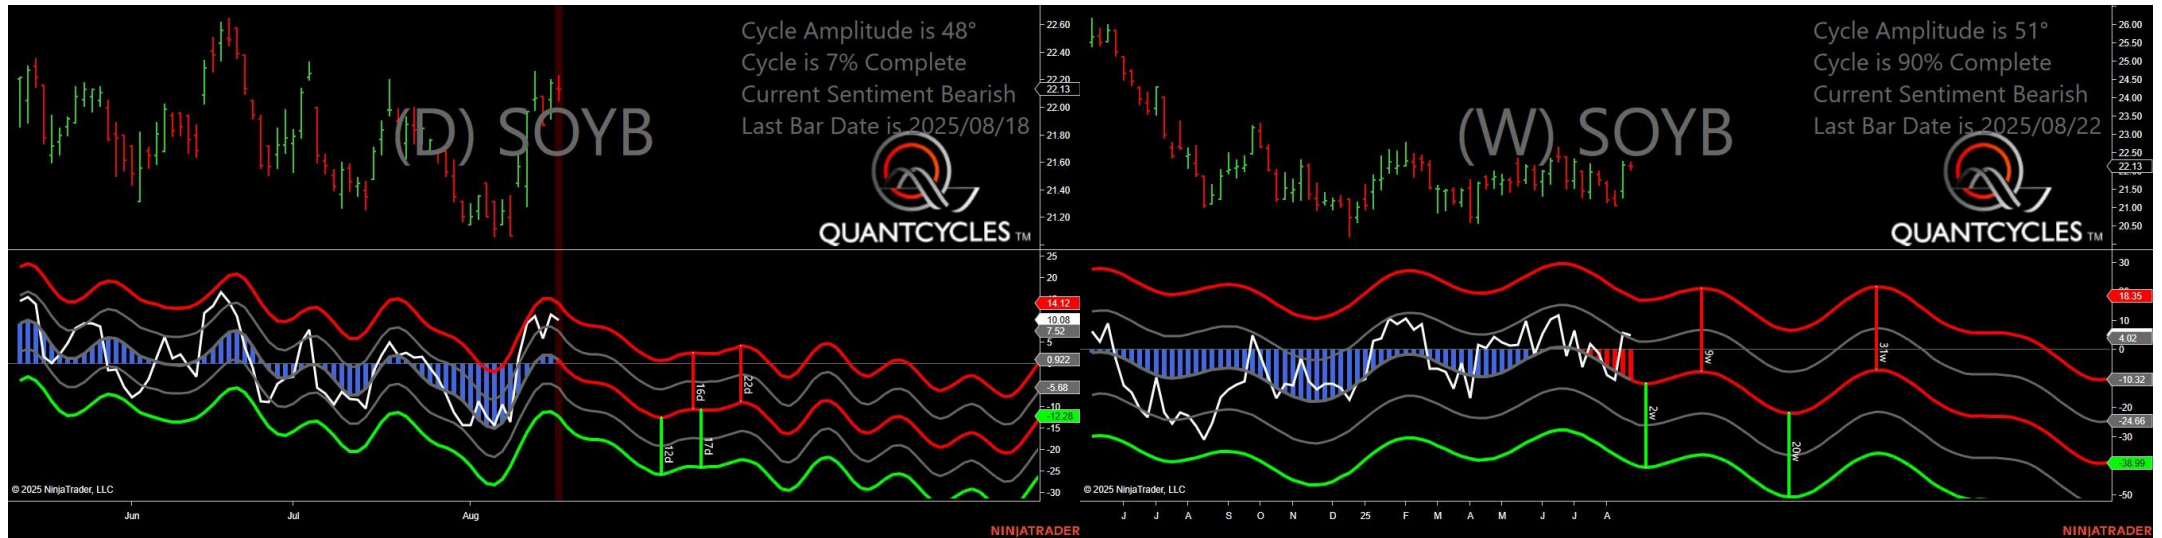 Cycle Amplitude is 48°
Cycle is 7% Complete
Current Sentiment Bearish
Last Bar Date is 2025/08/18
(D) SOYB
QUANTCYCLES TM
22.60
22.40
22.20
22.13
22.00
21.80
21.60
21.40
21.20
25
20
14.12
10.08
7.52
5
0.922
-5.68
-10
-12.28
-15
-20
-25
-30
16d
22d
12d
17d
© 2025 NinjaTrader, LLC
Jun
Jul
Aug
NINJATRADER
Cycle Amplitude is 51°
Cycle is 90% Complete
Current Sentiment Bearish
Last Bar Date is 2025/08/22
(W) SOYB
QUANTCYCLES TM
26.00
25.50
25.00
24.50
24.00
23.50
23.00
22.50
22.13
21.50
21.00
20.50
30
18.35
10
4.02
0
-10.32
-20
-24.66
-30
-38.99
-50
9w
31w
2w
20w
© 2025 NinjaTrader, LLC
J
J
A
S
O
N
D
25
F
M
A
M
J
J
A
NINJATRADER